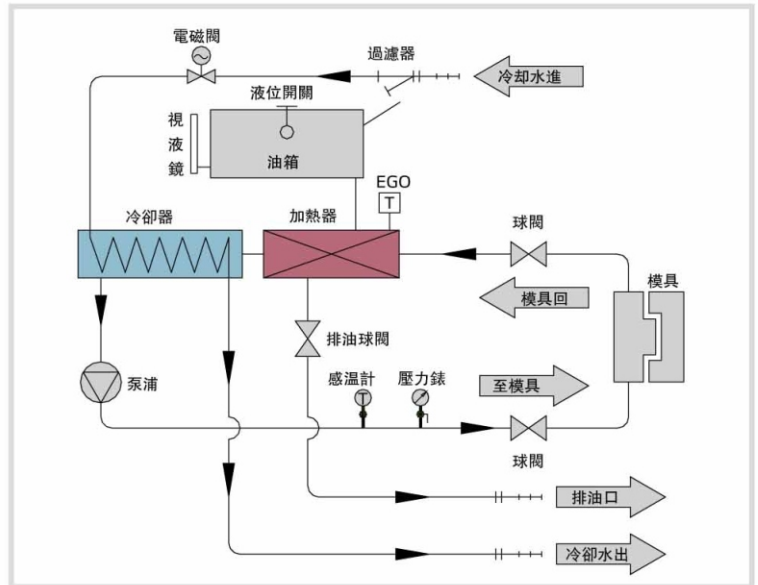 電磁閥
過濾器
冷却水進
液位開關
視
液
鏡
油箱
EGO
T
冷卻器
加熱器
球閥
模具回
模具
排油球閥
泵浦
感溫計
T
壓力錶
至模具
球閥
排油口
冷卻水出